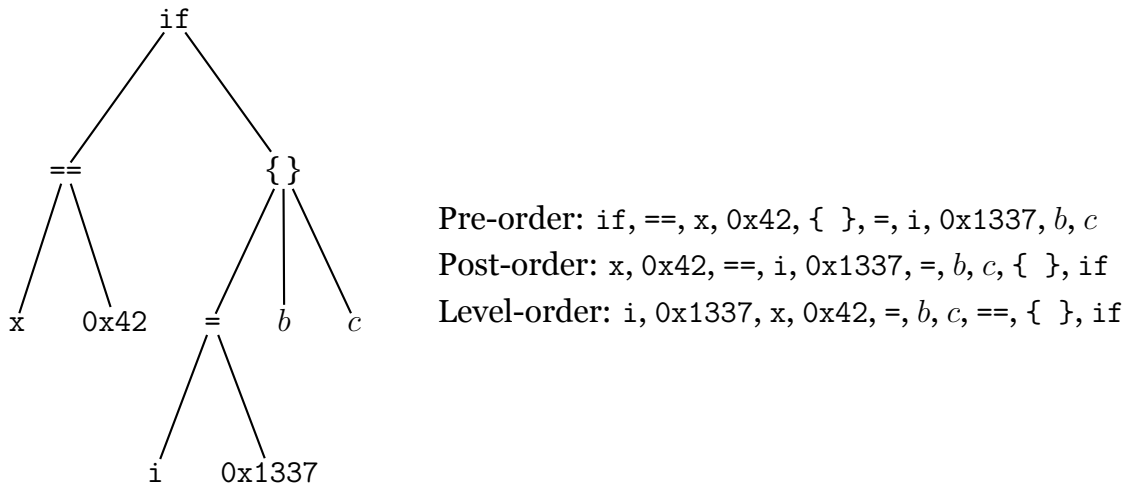 if
== {}
x 0x42 = b c
i 0x1337
Pre-order: if, ==, x, 0x42, { }, =, i, 0x1337, b, c
Post-order: x, 0x42, ==, i, 0x1337, =, b, c, { }, if
Level-order: i, 0x1337, x, 0x42, =, b, c, ==, { }, if